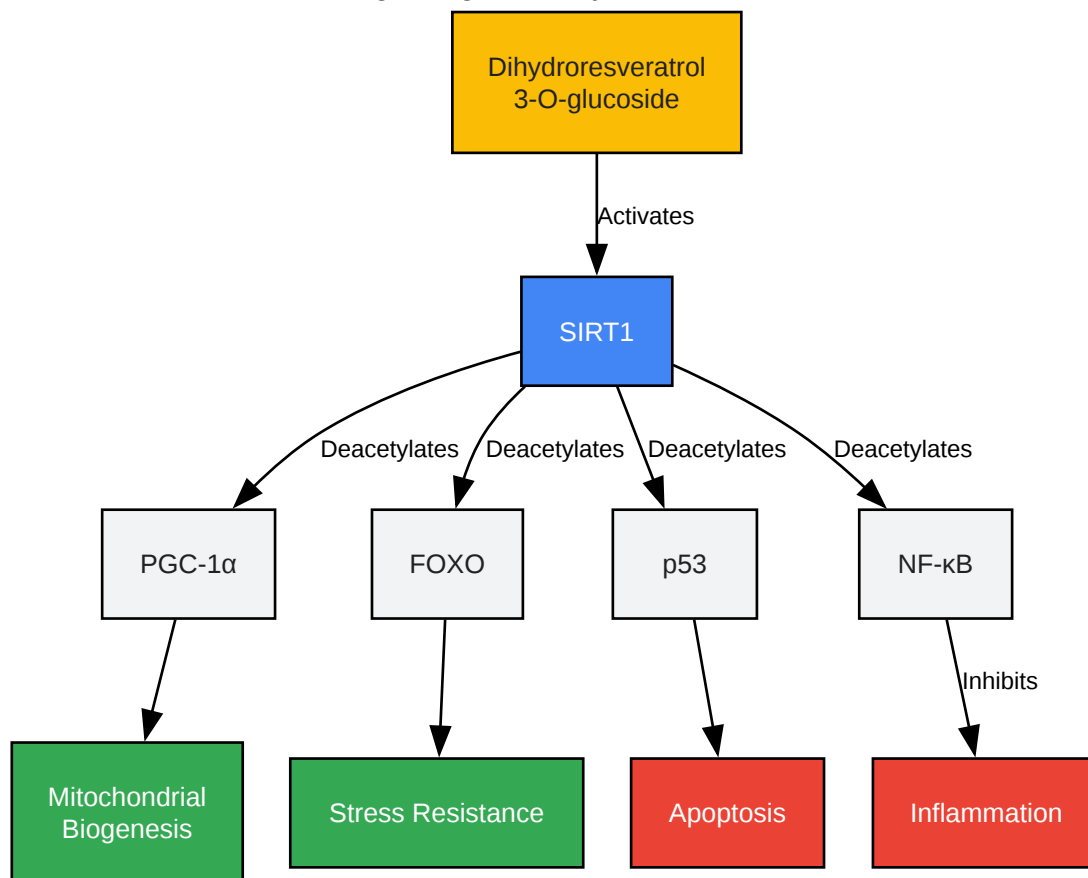 Dihydroresveratrol
3-O-glucoside
Activates
SIRT1
Deacetylates
Deacetylates
Deacetylates
Deacetylates
PGC-1α
FOXO
p53
NF-κB
Inhibits
Mitochondrial
Biogenesis
Stress Resistance
Apoptosis
Inflammation